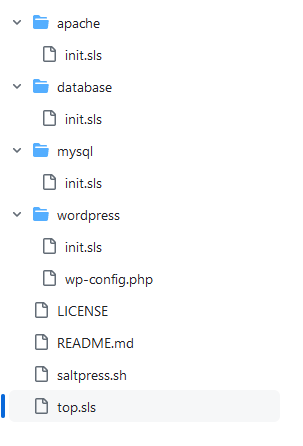 apache
init.sls
database
init.sls
mysql
init.sls
wordpress
init.sls
wp-config.php
LICENSE
README.md
saltpress.sh
top.sls